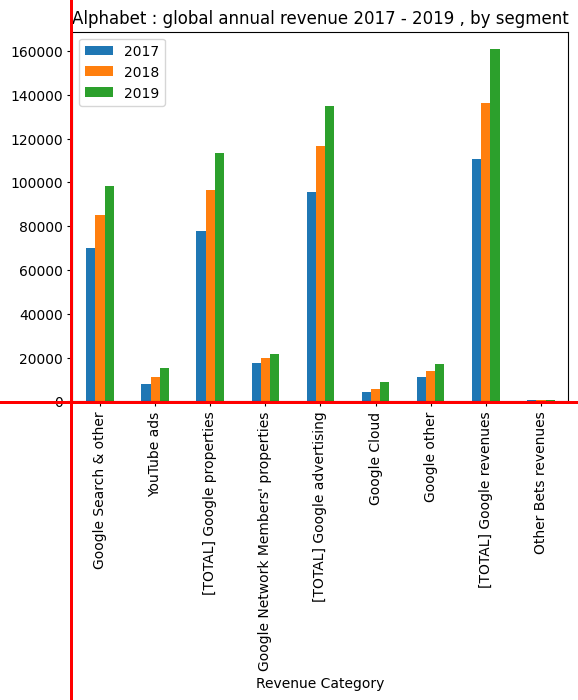 Alphabet : global annual revenue 2017 - 2019 , by segment
2017
2018
2019
160000
140000
120000
100000
80000
60000
40000
20000
0
Google Search & other
YouTube ads
[TOTAL] Google properties
Google Network Members' properties
[TOTAL] Google advertising
Google Cloud
Google other
[TOTAL] Google revenues
Other Bets revenues
Revenue Category